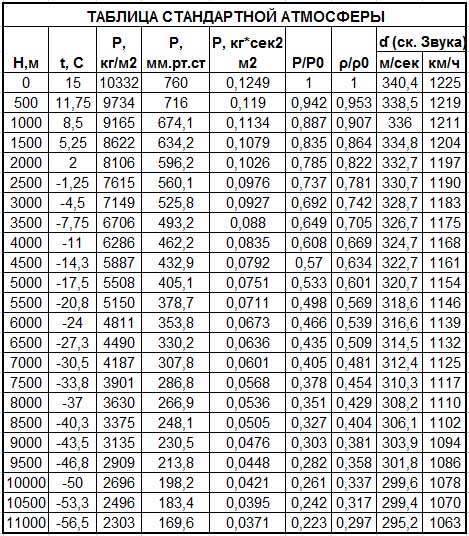 ТАБЛИЦА СТАНДАРТНОЙ АТМОСФЕРЫ
Н,м t, С Р, кг/м2 Р, мм.рт.ст Р, кг*сек2 м2 P/P0 ρ/ρ0 ɗ (ск. Звука) м/сек км/ч
0 15 10332 760 0,1249 1 1 340,4 1225
500 11,75 9734 716 0,119 0,942 0,953 338,5 1219
1000 8,5 9165 674,1 0,1134 0,887 0,907 336 1211
1500 5,25 8622 634,2 0,1079 0,835 0,864 334,8 1204
2000 2 8106 596,2 0,1026 0,785 0,822 332,7 1197
2500 -1,25 7615 560,1 0,0976 0,737 0,781 330,7 1190
3000 -4,5 7149 525,8 0,0927 0,692 0,742 328,7 1183
3500 -7,75 6706 493,2 0,088 0,649 0,705 326,7 1175
4000 -11 6286 462,2 0,0835 0,608 0,669 324,7 1168
4500 -14,3 5887 432,9 0,0792 0,57 0,634 322,7 1161
5000 -17,5 5508 405,1 0,0751 0,533 0,601 320,7 1154
5500 -20,8 5150 378,7 0,0711 0,498 0,569 318,6 1146
6000 -24 4811 353,8 0,0673 0,466 0,539 316,6 1139
6500 -27,3 4490 330,2 0,0636 0,435 0,509 314,5 1132
7000 -30,5 4187 307,8 0,0601 0,405 0,481 312,4 1125
7500 -33,8 3901 286,8 0,0568 0,378 0,454 310,3 1117
8000 -37 3630 266,9 0,0536 0,351 0,429 308,2 1110
8500 -40,3 3375 248,1 0,0505 0,327 0,404 306,1 1102
9000 -43,5 3135 230,5 0,0476 0,303 0,381 303,9 1094
9500 -46,8 2909 213,8 0,0448 0,282 0,358 301,8 1086
10000 -50 2696 198,2 0,0421 0,261 0,337 299,6 1078
10500 -53,3 2496 183,4 0,0395 0,242 0,317 299,4 1070
11000 -56,5 2303 169,6 0,0371 0,223 0,297 295,2 1063